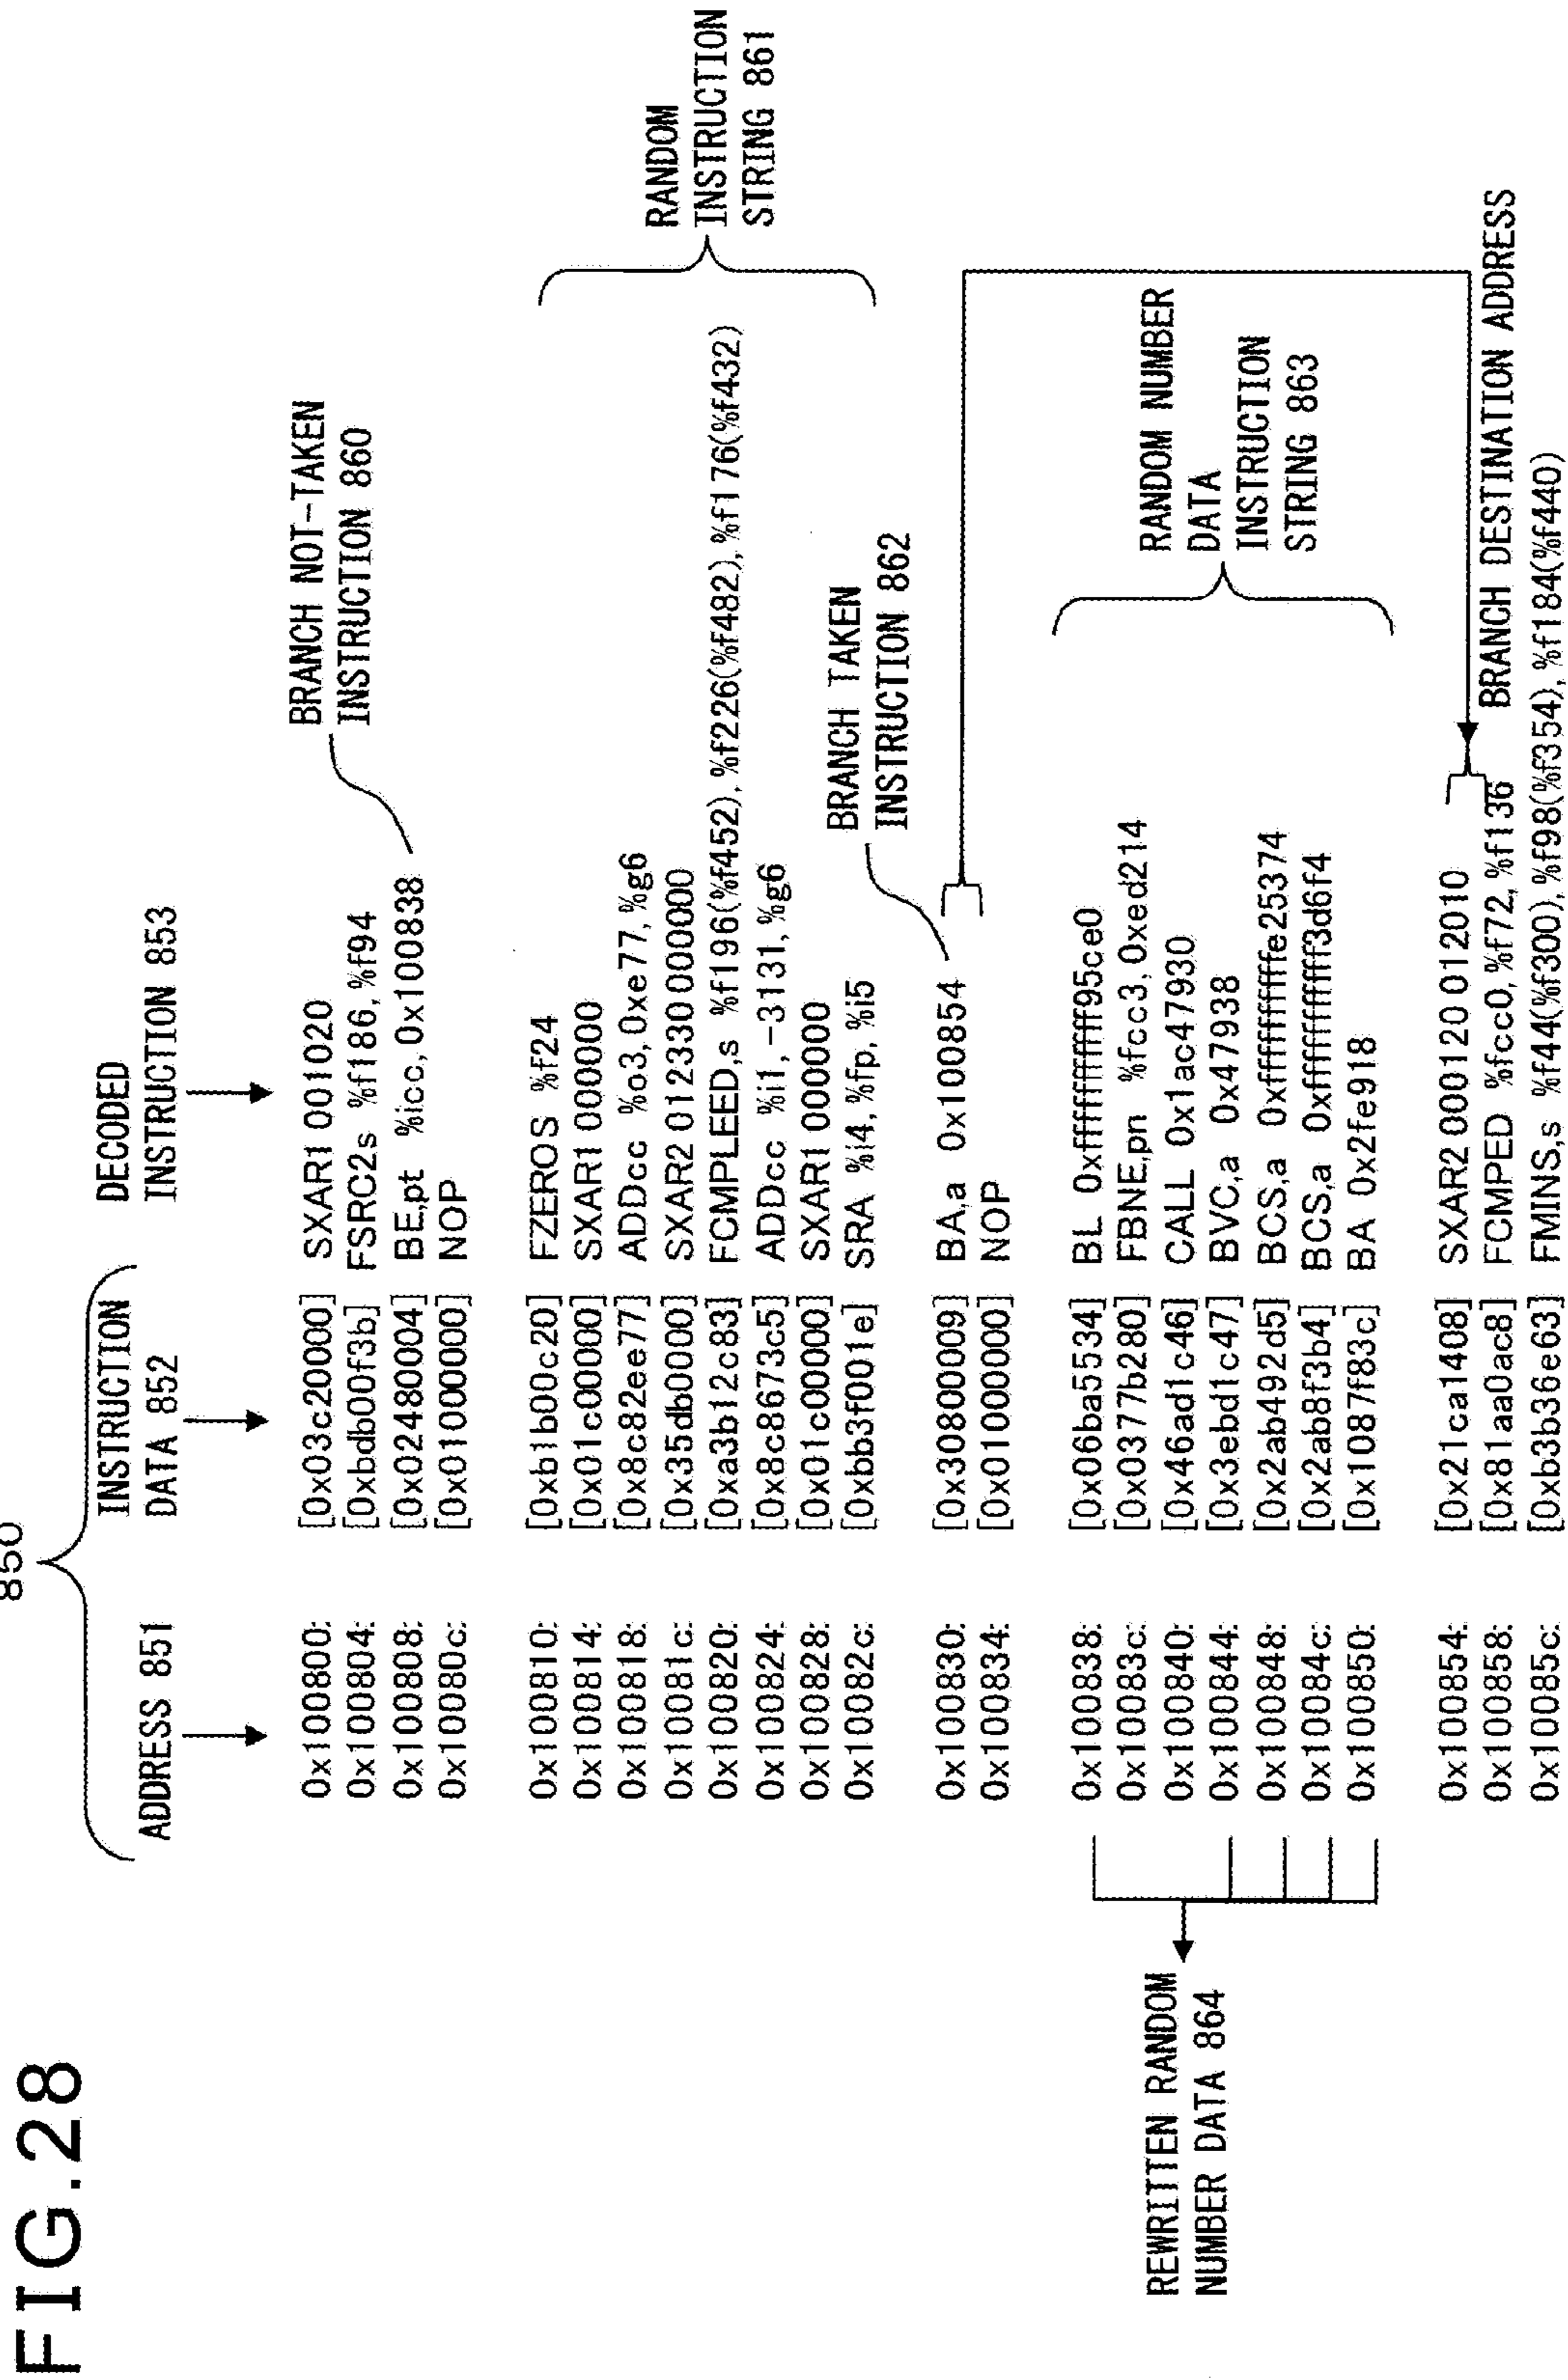 FIG.28
850
ADDRESS 851
INSTRUCTION
DATA 852
DECODED
INSTRUCTION 853
0x100800: [0x03c20000] SXAR1 001020
0x100804: [0xbdb00f3b] FSRC2s %f186, %f94
0x100808: [0x02480004] BE,pt %icc,0x100838
0x10080c: [0x01000000] NOP
BRANCH NOT-TAKEN
INSTRUCTION 860
0x100810: [0xb1b00c20] FZEROS %f24
0x100814: [0x01c00000] SXAR1 000000
0x100818: [0x8c82ee77] ADDcc %o3,0xe77,%g6
0x10081c: [0x35db0000] SXAR2 012330 000000
0x100820: [0xa3b12c83] FCMPLEED,s %f196(%f452), %f226(%f482), %f176(%f432)
0x100824: [0x8c8673c5] ADDcc %i1,-3131,%g6
0x100828: [0x01c00000] SXAR1 000000
0x10082c: [0xbb3f001e] SRA %i4,%fp,%i5
RANDOM
INSTRUCTION
STRING 861
0x100830: [0x30800009] BA,a 0x100854
0x100834: [0x01000000] NOP
BRANCH TAKEN
INSTRUCTION 862
0x100838: [0x06ba5534] BL 0xfffffffffff95ce0
0x10083c: [0x0377b280] FBNE,pn %fcc3,0xed214
0x100840: [0x46ad1c46] CALL 0x1ac47930
0x100844: [0x3ebd1c47] BVC,a 0x47938
0x100848: [0x2ab492d5] BCS,a 0xffffffffffe25374
0x10084c: [0x2ab8f3b4] BCS,a 0xfffffffffff3d6f4
0x100850: [0x1087f83c] BA 0x2fe918
RANDOM NUMBER
DATA
INSTRUCTION
STRING 863
REWRITTEN RANDOM
NUMBER DATA 864
0x100854: [0x21ca1408] SXAR2 000120 012010
0x100858: [0x81aa0ac8] FCMPED %fcc0,%f72,%f136
0x10085c: [0xb3b36e63] FMINS,s %f44(%f300), %f98(%f354), %f184(%f440)
BRANCH DESTINATION ADDRESS